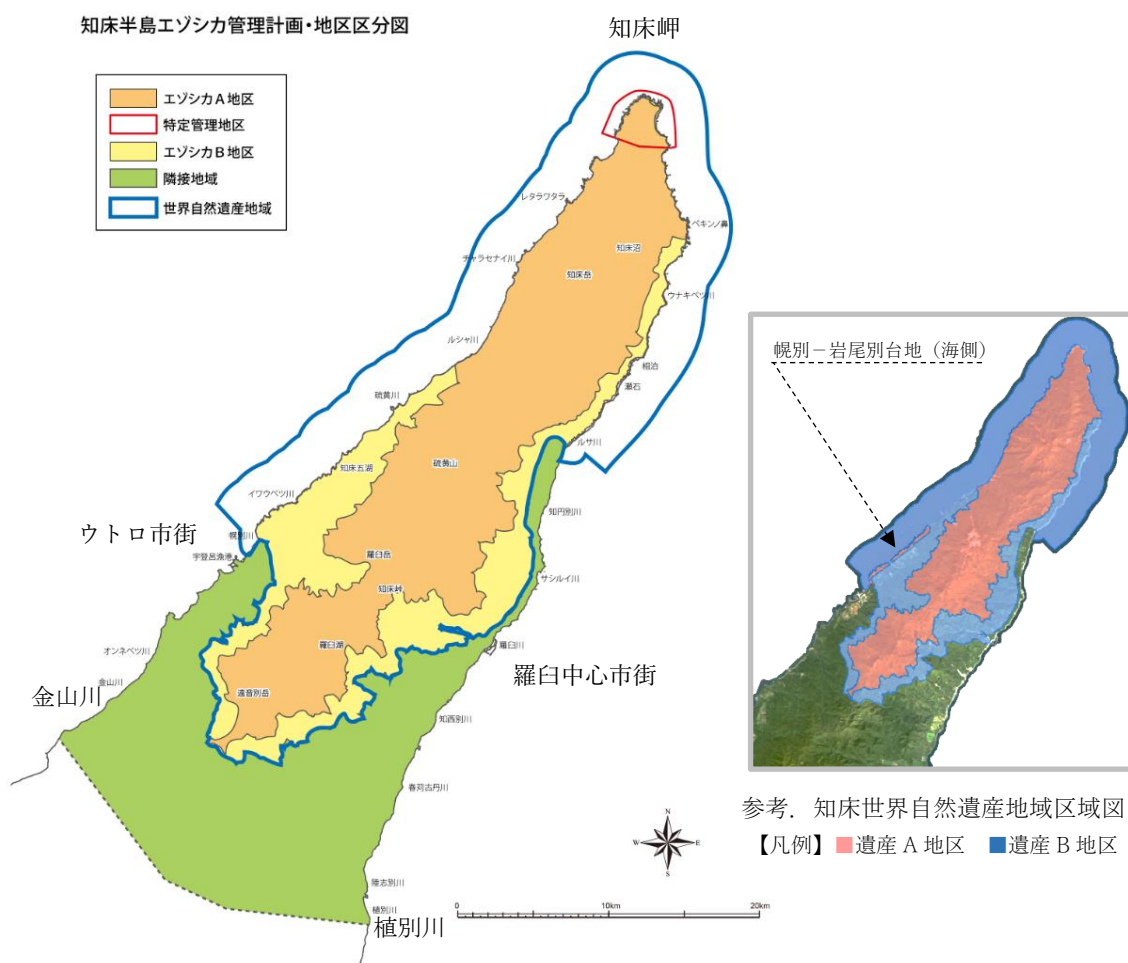 知床半島エゾシカ管理計画・地区区分図
知床岬
エゾシカA地区
特定管理地区
エゾシカB地区
隣接地域
世界自然遺産地域
レタラワタラ
ペキンノ鼻
知床沼
チャラセナイ川
知床岳
ウナキベツ川
ルシャ川
相泊
瀬石
硫黄川
ルサ川
知床五湖
硫黄山
イワウベツ川
知円別川
ウトロ市街
幌別川
宇登呂漁港
羅臼岳
サシルイ川
知床峠
羅臼湖
羅臼川
オンネベツ川
羅臼中心市街
金山川
金山川
遠音別岳
知西別川
春苅古丹川
N
W
E
S
陸志別川
植別川
植別川
0
10km
20km
幌別－岩尾別台地（海側）
参考．知床世界自然遺産地域区域図
【凡例】 遺産 A 地区 遺産 B 地区